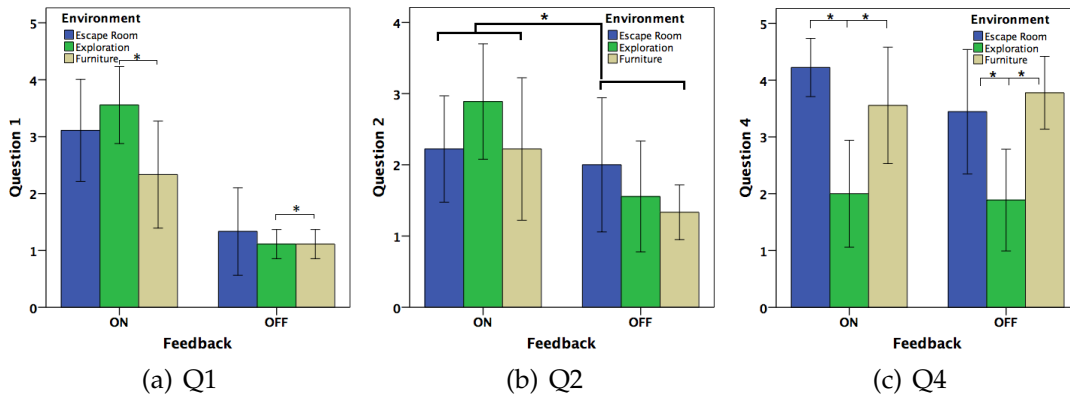 Environment
Escape Room
Exploration
Furniture
*
*
5
4
3
2
1
0
Question 1
ON
OFF
Feedback
(a) Q1
Environment
Escape Room
Exploration
Furniture
*
4
3
2
1
0
Question 2
ON
OFF
Feedback
(b) Q2
Environment
Escape Room
Exploration
Furniture
* *
* *
5
4
3
2
1
0
Question 4
ON
OFF
Feedback
(c) Q4